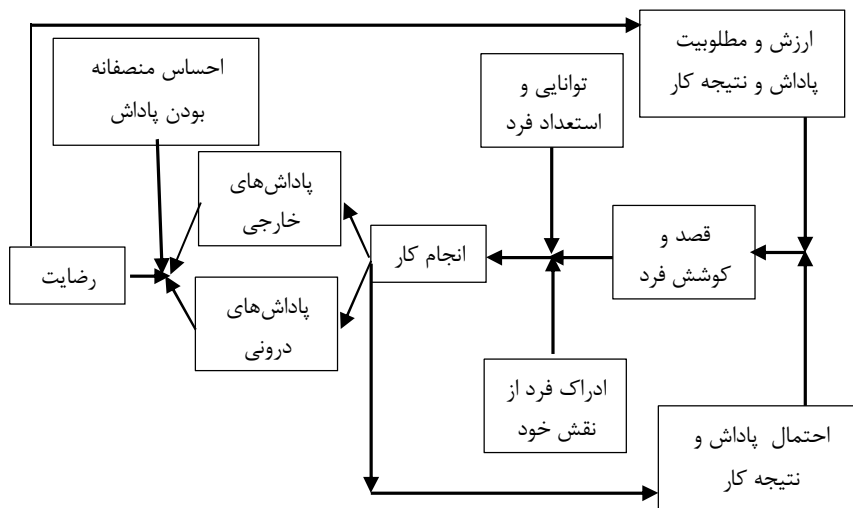 ارزش و مطلوبیت
پاداش و نتیجه کار
احساس منصفانه
بودن پاداش
توانایی و
استعداد فرد
پاداش‌های
خارجی
قصد و
کوشش فرد
انجام کار
رضایت
پاداش‌های
درونی
ادراک فرد از
نقش خود
احتمال پاداش و
نتیجه کار